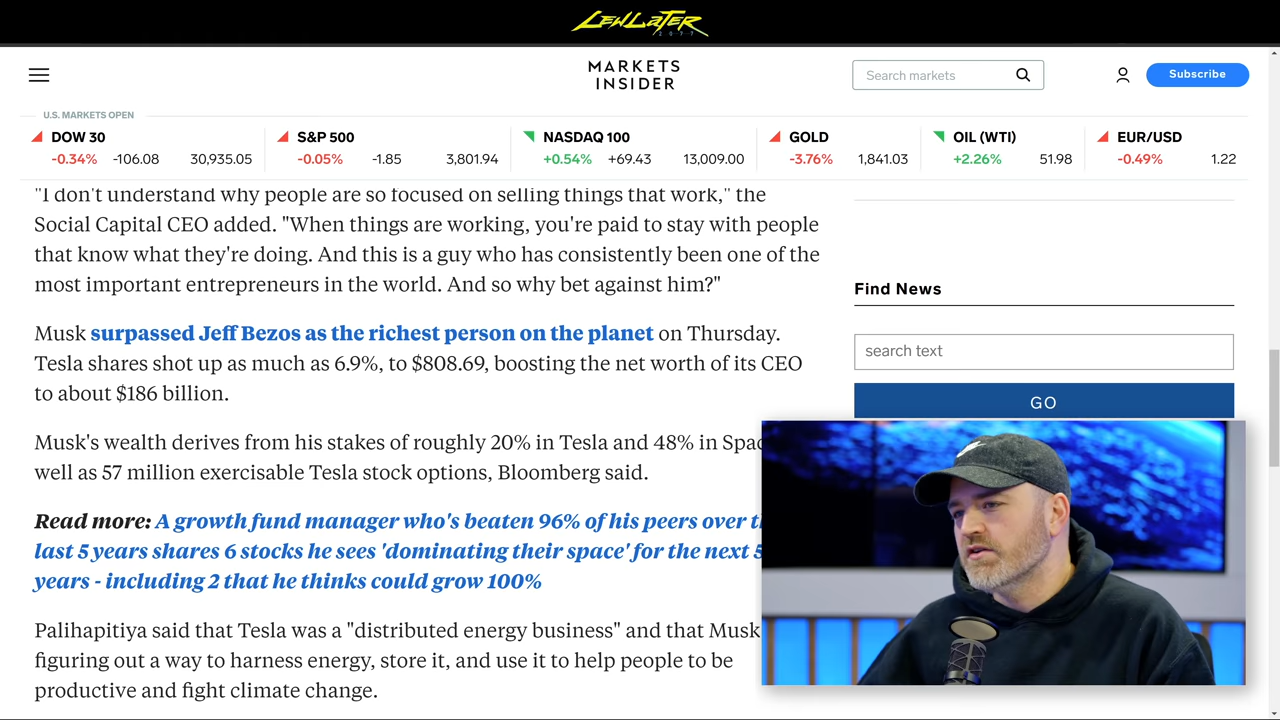 LEWLATER
2077
MARKETS
INSIDER
Search markets
Subscribe
U.S. MARKETS OPEN
DOW 30
-0.34% -106.08 30,935.05
S&P 500
-0.05% -1.85 3,801.94
NASDAQ 100
+0.54% +69.43 13,009.00
GOLD
-3.76% 1,841.03
OIL (WTI)
+2.26% 51.98
EUR/USD
-0.49% 1.22
"I don't understand why people are so focused on selling things that work," the
Social Capital CEO added. "When things are working, you're paid to stay with people
that know what they're doing. And this is a guy who has consistently been one of the
most important entrepreneurs in the world. And so why bet against him?"
Musk surpassed Jeff Bezos as the richest person on the planet on Thursday.
Tesla shares shot up as much as 6.9%, to $808.69, boosting the net worth of its CEO
to about $186 billion.
Musk's wealth derives from his stakes of roughly 20% in Tesla and 48% in
well as 57 million exercisable Tesla stock options, Bloomberg said.
Read more: A growth fund manager who's beaten 96% of his peers over
last 5 years shares 6 stocks he sees 'dominating their space' for the next 5
years - including 2 that he thinks could grow 100%
Palihapitiya said that Tesla was a "distributed energy business" and that Musk
figuring out a way to harness energy, store it, and use it to help people to be
productive and fight climate change.
Find News
search text
GO